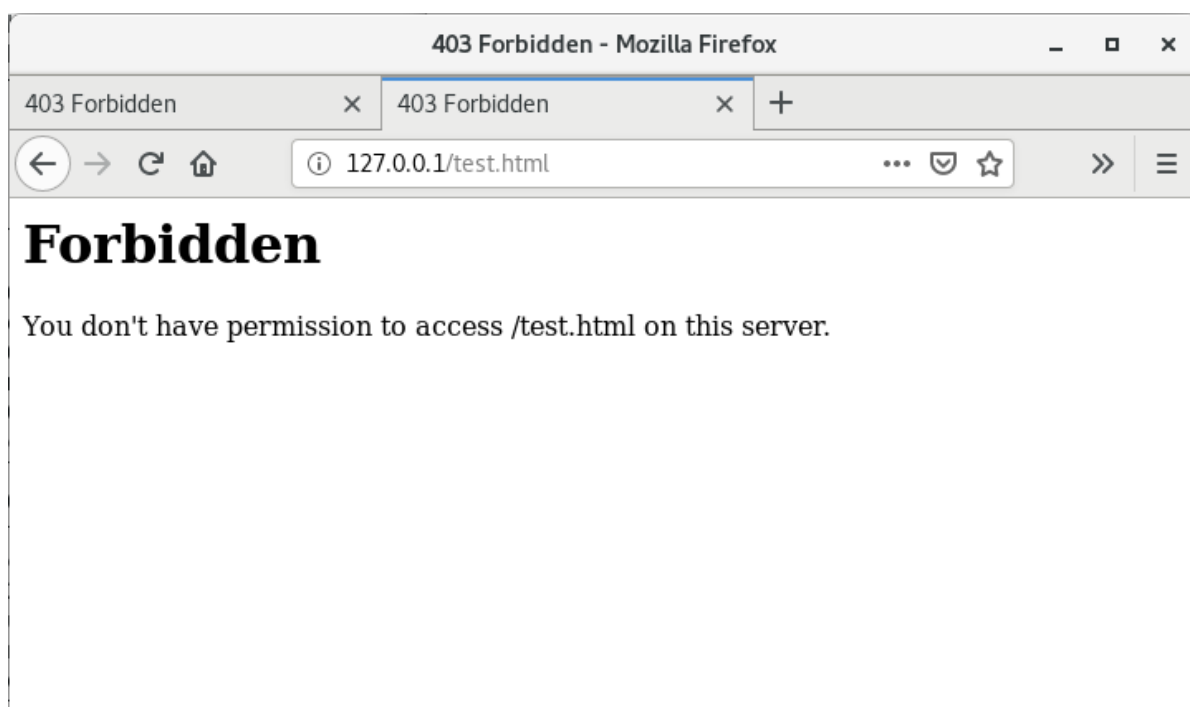 403 Forbidden - Mozilla Firefox
403 Forbidden
403 Forbidden
127.0.0.1/test.html
Forbidden
You don't have permission to access /test.html on this server.